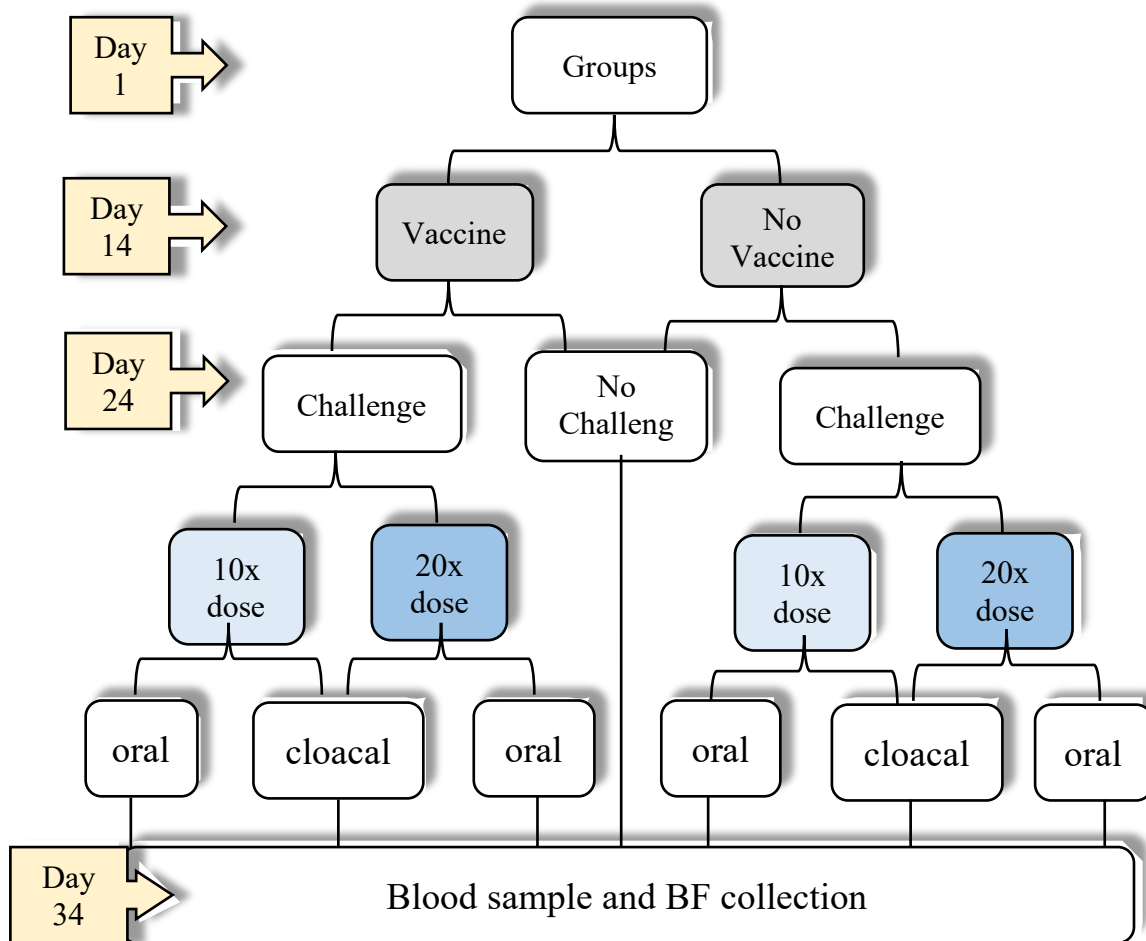 Day
1
Groups
Day
14
Vaccine
No
Vaccine
Day
24
Challenge
No
Challeng
Challenge
10x
dose
20x
dose
10x
dose
20x
dose
oral
cloacal
oral
oral
cloacal
oral
Day
34
Blood sample and BF collection